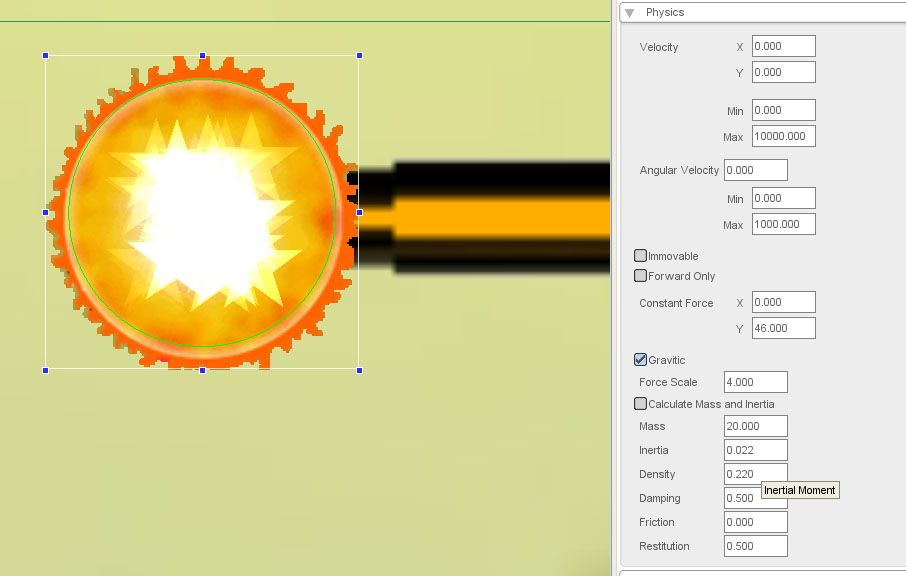 Physics
Velocity X 0.000
Y 0.000
Min 0.000
Max 10000.000
Angular Velocity 0.000
Min 0.000
Max 1000.000
Immovable
Forward Only
Constant Force X 0.000
Y 46.000
Gravitic
Force Scale 4.000
Calculate Mass and Inertia
Mass 20.000
Inertia 0.022
Density 0.220
Inertial Moment
Damping 0.500
Friction 0.000
Restitution 0.500